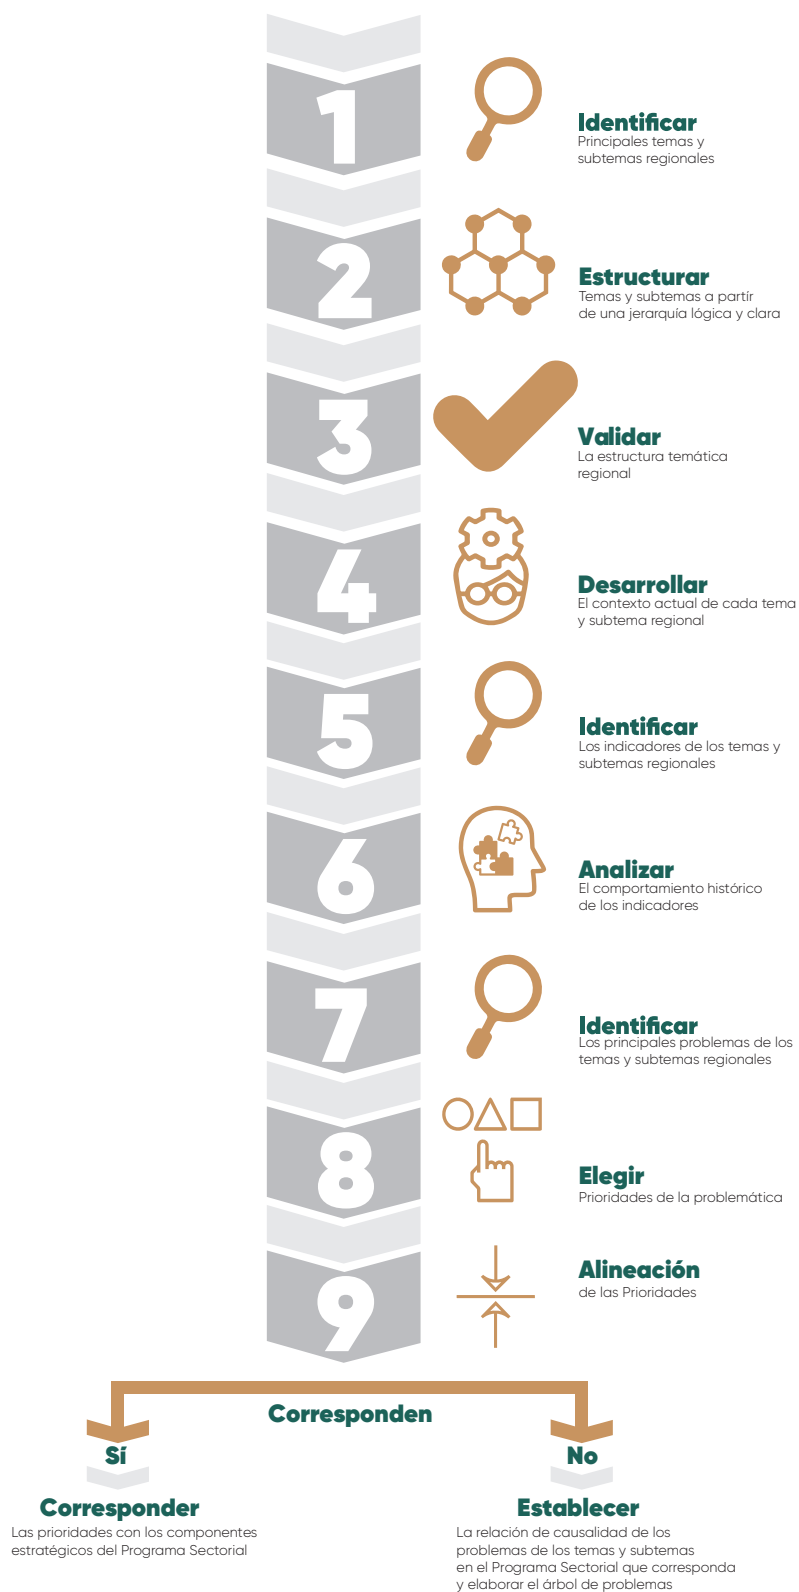 1
Identificar
Principales temas y
subtemas regionales
2
Estructurar
Temas y subtemas a partír
de una jerarquía lógica y clara
3
Validar
La estructura temática
regional
4
Desarrollar
El contexto actual de cada tema
y subtema regional
5
Identificar
Los indicadores de los temas y
subtemas regionales
6
Analizar
El comportamiento histórico
de los indicadores
7
Identificar
Los principales problemas de los
temas y subtemas regionales
8
Elegir
Prioridades de la problemática
9
Alineación
de las Prioridades
Corresponden
Sí
Corresponder
Las prioridades con los componentes
estratégicos del Programa Sectorial
No
Establecer
La relación de causalidad de los
problemas de los temas y subtemas
en el Programa Sectorial que corresponda
y elaborar el árbol de problemas